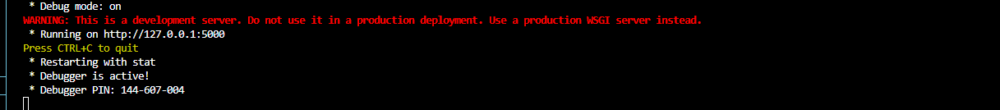 * Debug mode: on
WARNING: This is a development server. Do not use it in a production deployment. Use a production WSGI server instead.
* Running on http://127.0.0.1:5000
Press CTRL+C to quit
* Restarting with stat
* Debugger is active!
* Debugger PIN: 144-607-004